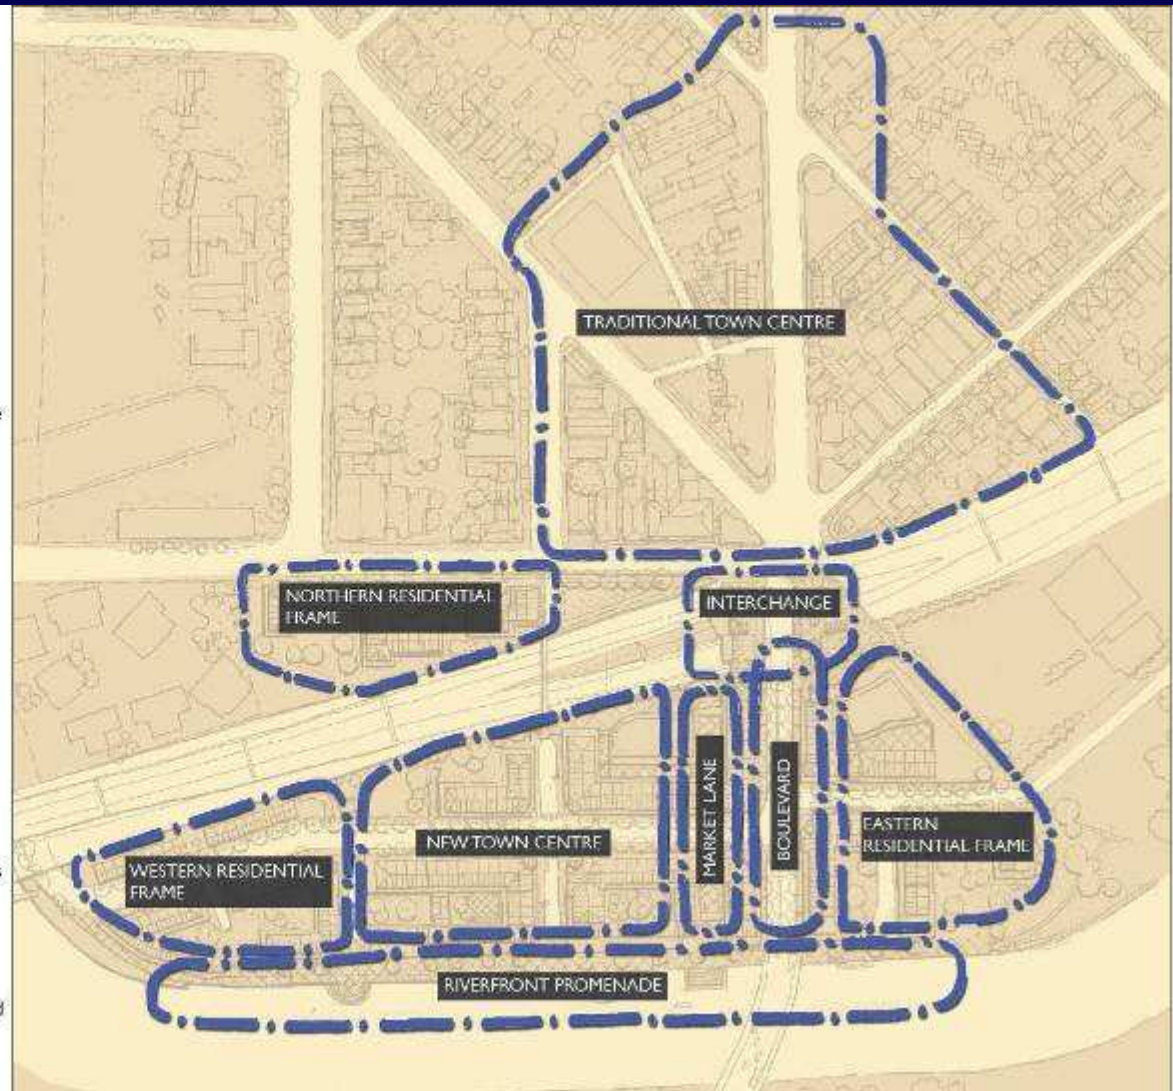 TRADITIONAL TOWN CENTRE
NORTHERN RESIDENTIAL
FRAME
INTERCHANGE
MARKET LANE
BOULEVARD
NEW TOWN CENTRE
EASTERN
RESIDENTIAL FRAME
WESTERN RESIDENTIAL
FRAME
RIVERFRONT PROMENADE